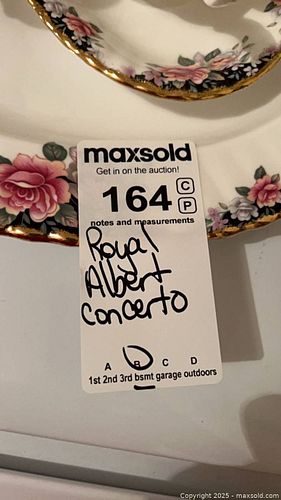 maxsold
Get in on the auction!
164 C
P
notes and measurements
Royal
Albert
Concerto
A B C D
1st 2nd 3rd bsmt garage outdoors
Copyright 2025 - maxsold.com